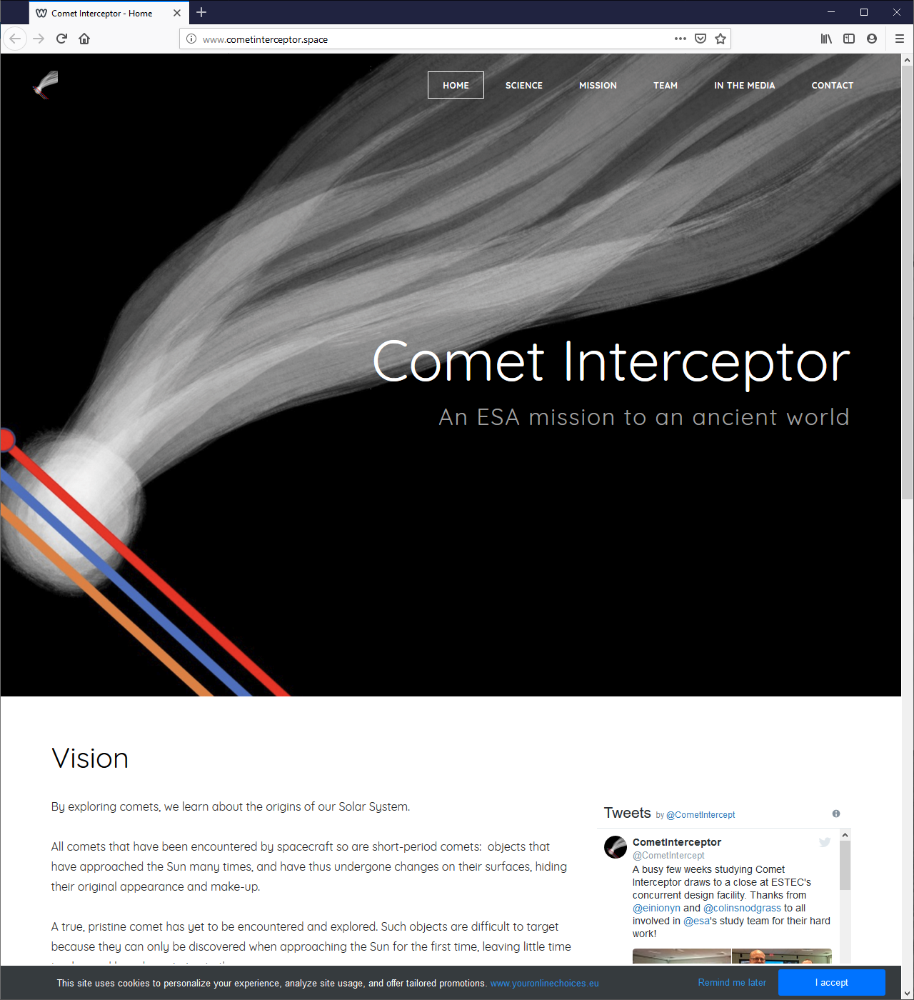 Comet Interceptor - Home
www.cometinterceptor.space
HOME SCIENCE MISSION TEAM IN THE MEDIA CONTACT
Comet Interceptor
An ESA mission to an ancient world
Vision
By exploring comets, we learn about the origins of our Solar System.
All comets that have been encountered by spacecraft so are short-period comets:  objects that
have approached the Sun many times, and have thus undergone changes on their surfaces, hiding
their original appearance and make-up.
A true, pristine comet has yet to be encountered and explored. Such objects are difficult to target
because they can only be discovered when approaching the Sun for the first time, leaving little time
Tweets by @CometIntercept
CometInterceptor
@CometIntercept
A busy few weeks studying Comet
Interceptor draws to a close at ESTEC's
concurrent design facility. Thanks from
@einionyn and @colinsnodgrass to all
involved in @esa's study team for their hard
work!
This site uses cookies to personalize your experience, analyze site usage, and offer tailored promotions. www.youronlinechoices.eu
Remind me later
I accept